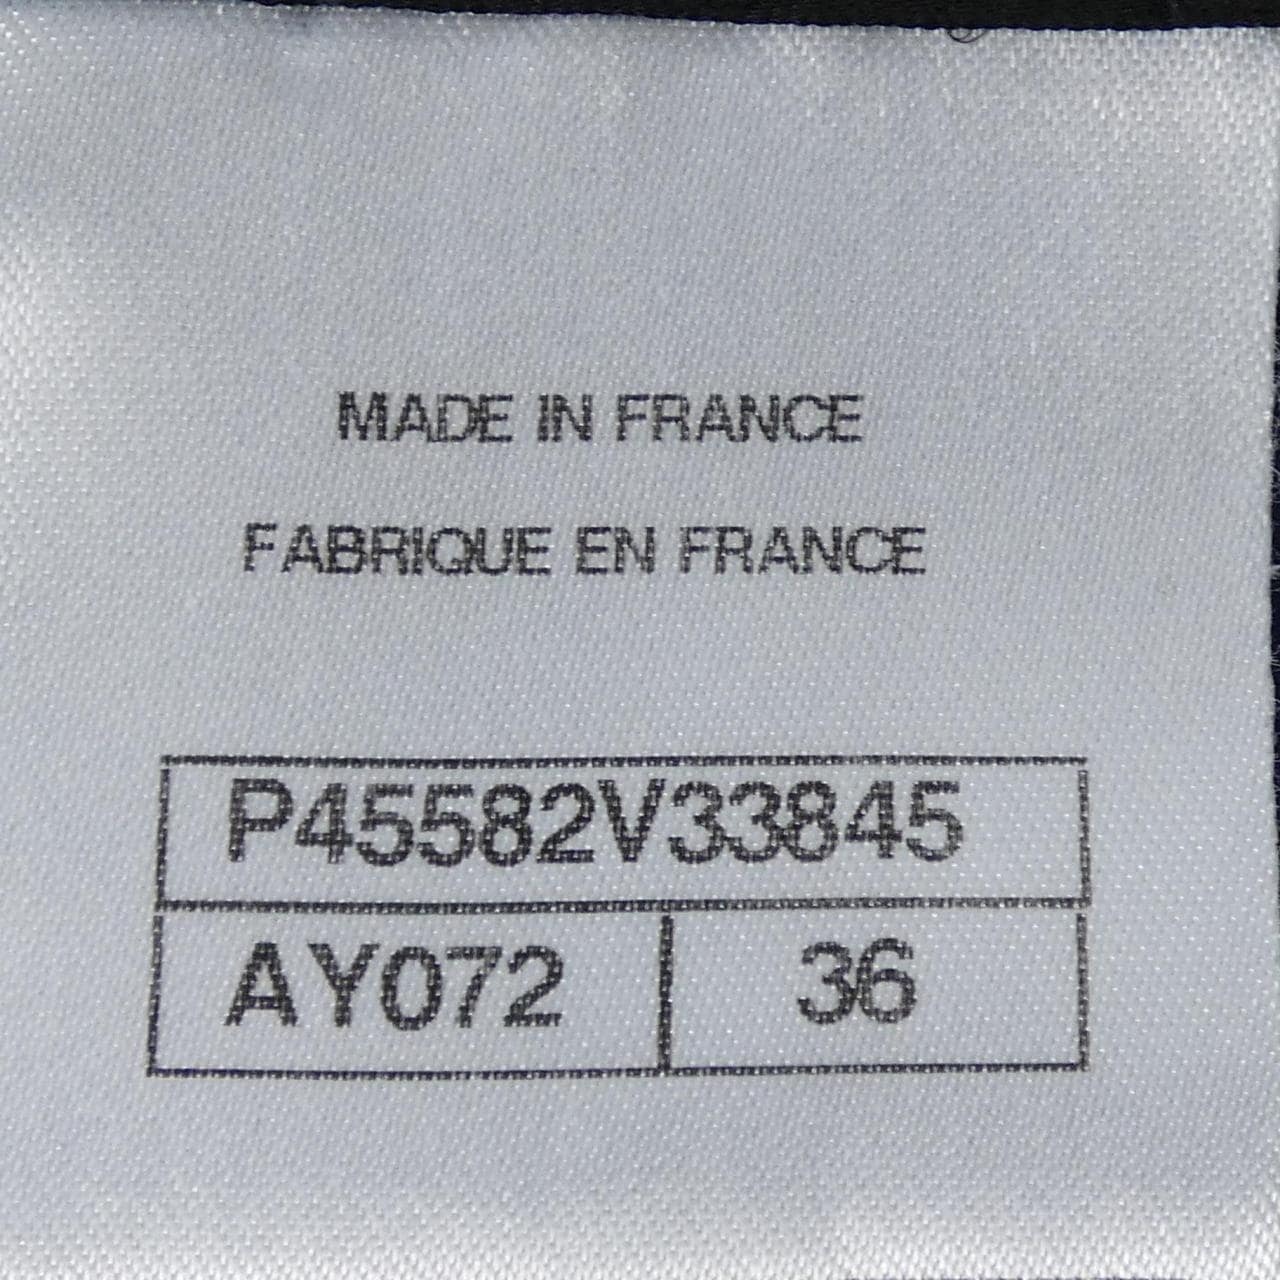 MADE IN FRANCE
FABRIQUE EN FRANCE
P45582V33845
AY072 36